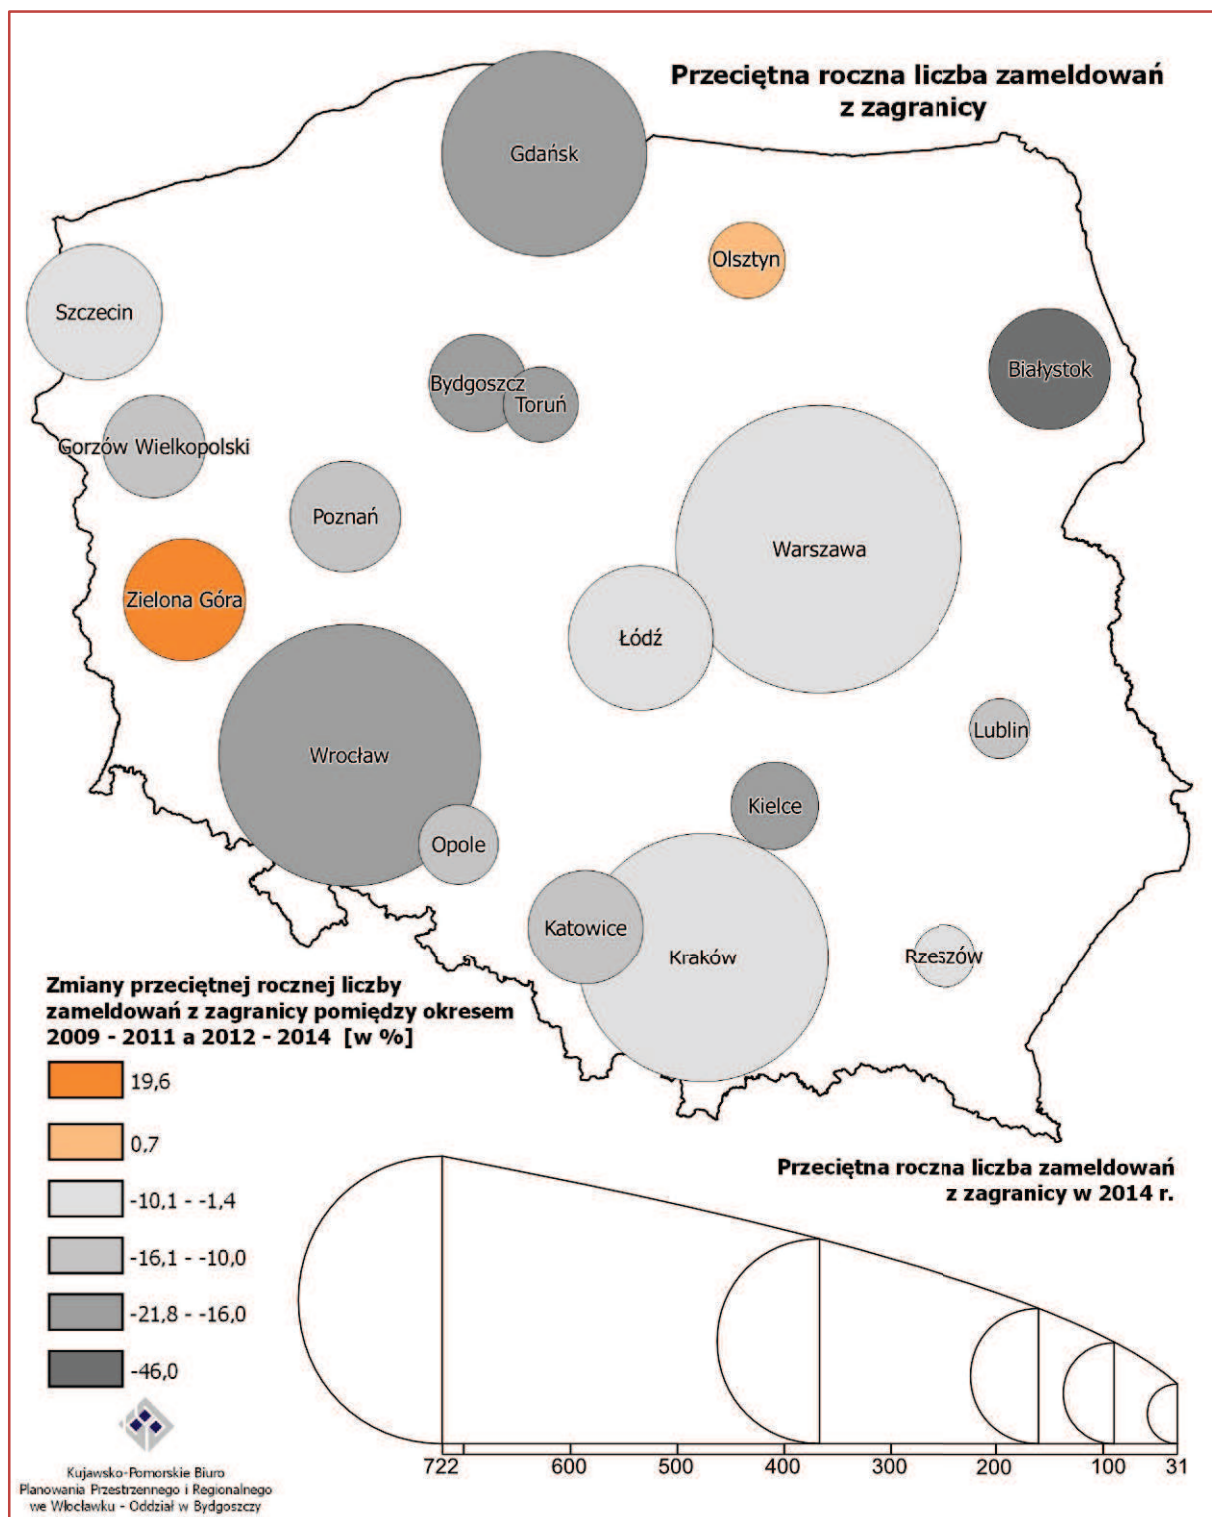 Przeciętna roczna liczba zameldowań
z zagranicy
Gdańsk
Olsztyn
Szczecin
Białystok
Bydgoszcz
Toruń
Gorzów Wielkopolski
Poznań
Warszawa
Zielona Góra
Łódź
Lublin
Wrocław
Kielce
Opole
Katowice
Kraków
Rzeszów
Zmiany przeciętnej rocznej liczby
zameldowań z zagranicy pomiędzy okresem
2009 - 2011 a 2012 - 2014 [w %]
19,6
0,7
-10,1 - -1,4
-16,1 - -10,0
-21,8 - -16,0
-46,0
Przeciętna roczna liczba zameldowań
z zagranicy w 2014 r.
722 600 500 400 300 200 100 31
Kujawsko-Pomorskie Biuro
Planowania Przestrzennego i Regionalnego
we Włocławku - Oddział w Bydgoszczy